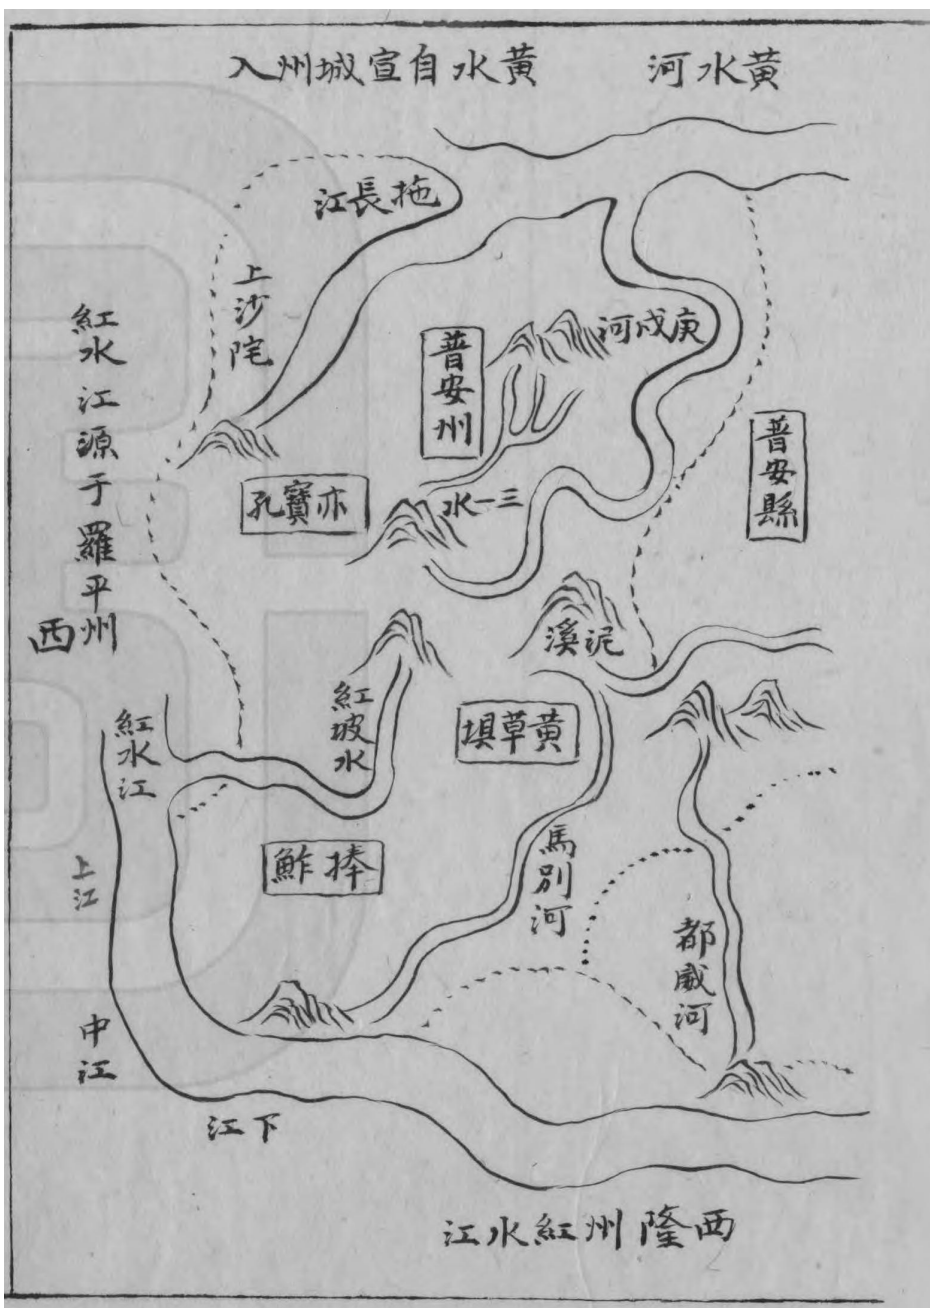 黃水河
黃水自宣城州入
拖長江
上沙陀
庚戍河
普安州
普安縣
亦寶孔
三一水
紅水江源于羅平州
西
泥溪
紅坡水
黃草垻
紅水江
捧鮓
馬別河
都威河
上江
中江
下江
西隆州紅水江